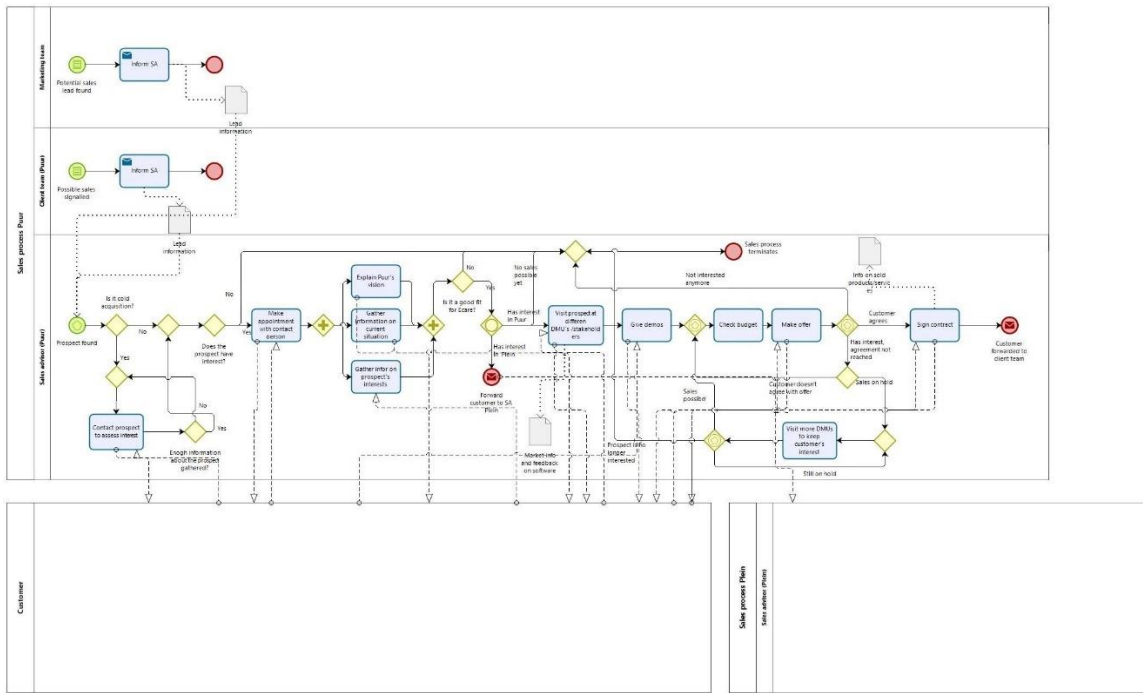 Sales process Puur
Marketing team
Potential sales
lead found
Inform SA
Lead
information
Client team (Puur)
Possible sales
signalled
Inform SA
Lead
information
Sales advisor (Puur)
Prospect found
Is it cold
acquisition?
No
Yes
Does the
prospect have
interest?
No
Yes
Contact prospect
to assess interest
No
Yes
Enogh information
about the prospect
gathered?
Make
appointment
with contact
person
Explain Puur's
vision
Gather
information on
current
situation
Gather infor on
prospect's
interests
Is it a good fit
for Ecare?
No
Yes
Has interest
in Puur
Has interest
in Plein
Forward
customer to SA
Plein
No sales
possible
yet
Sales process
terminates
Visit prosped at
differen
DMU's /stakehold
ers
Market info
and feedback
on software
Give demos
Check budget
Make offer
Not interested
anymore
Info on sold
products/servic
es
Customer
agrees
Sign contract
Customer
forwarded to
client team
Has interest,
agreement not
reached
Sales on hold
Customer doesn't
agree with offer
Sales
possible
Visit more DMUs
to keep
customer's
interest
Still on hold
Prospect is no
longer
interested
Customer
Sales process Plein
Sales advisor (Plein)